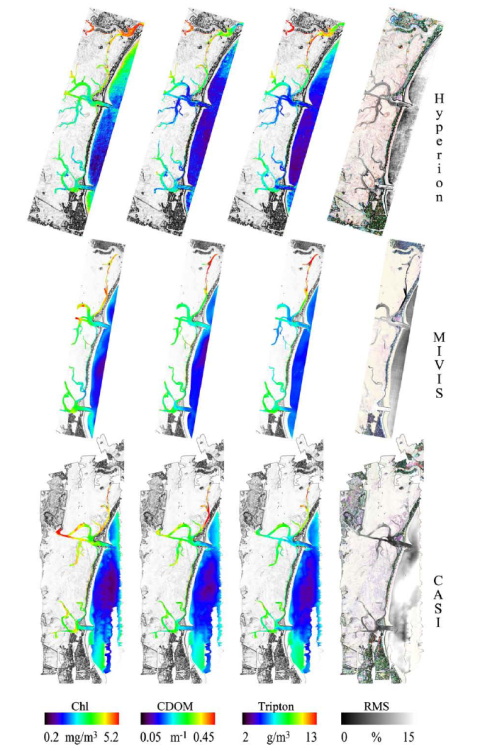 Hyperion
MIVIS
CASI
Chl CDOM Tripton RMS
0.2 mg/m³ 5.2 0.05 m⁻¹ 0.45 2 g/m³ 13 0 % 15